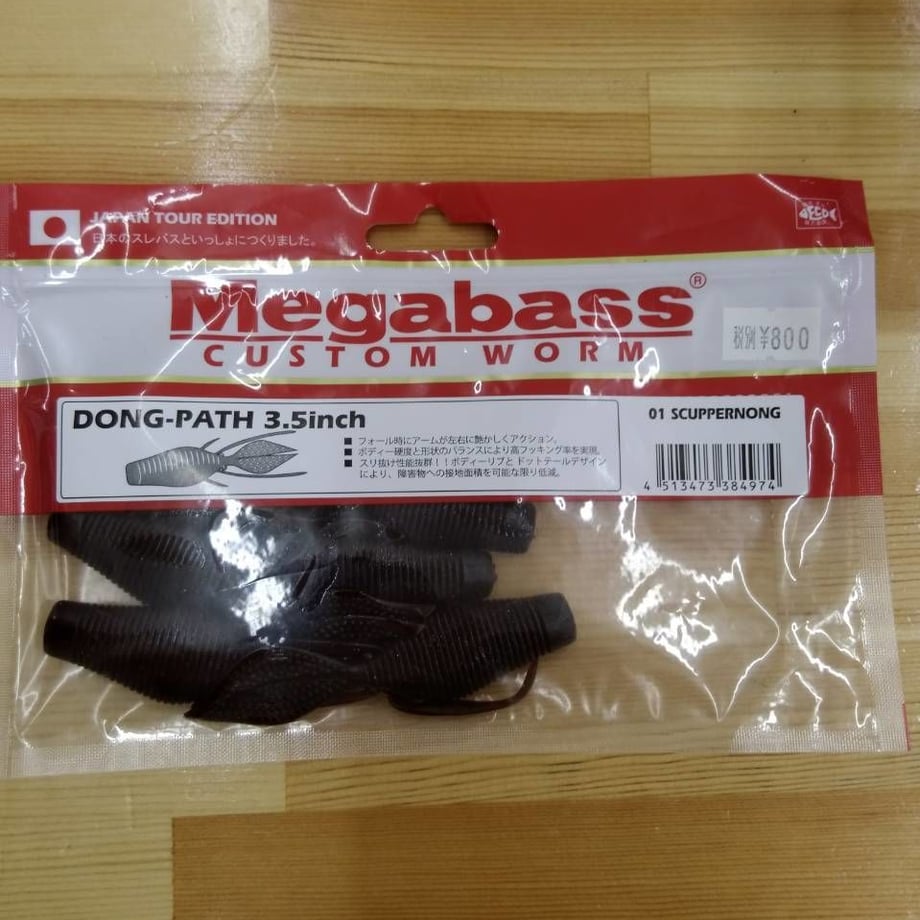 JAPAN TOUR EDITION
日本のスレバスといっしょにつくりました。
Megabass®
CUSTOM WORM
税別¥800
DONG-PATH 3.5inch
■ フォール時にアームが左右に艶かしくアクション。
■ ボディー硬度と形状のバランスにより高フッキング率を実現。
■ スリ抜け性能抜群!!ボディーリブと ドットテールデザイン
により、障害物への接地面積を可能な限り低減。
01 SCUPPERNONG
4 513473 384974